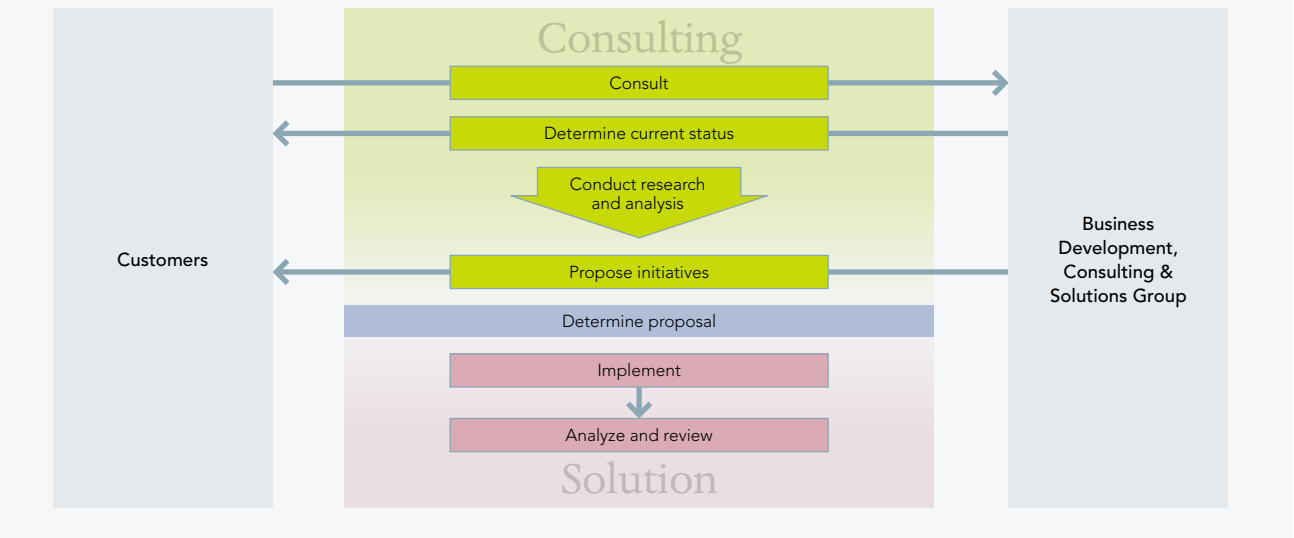 Consulting
Consult
Determine current status
Conduct research
and analysis
Propose initiatives
Customers
Business
Development,
Consulting &
Solutions Group
Determine proposal
Implement
Analyze and review
Solution